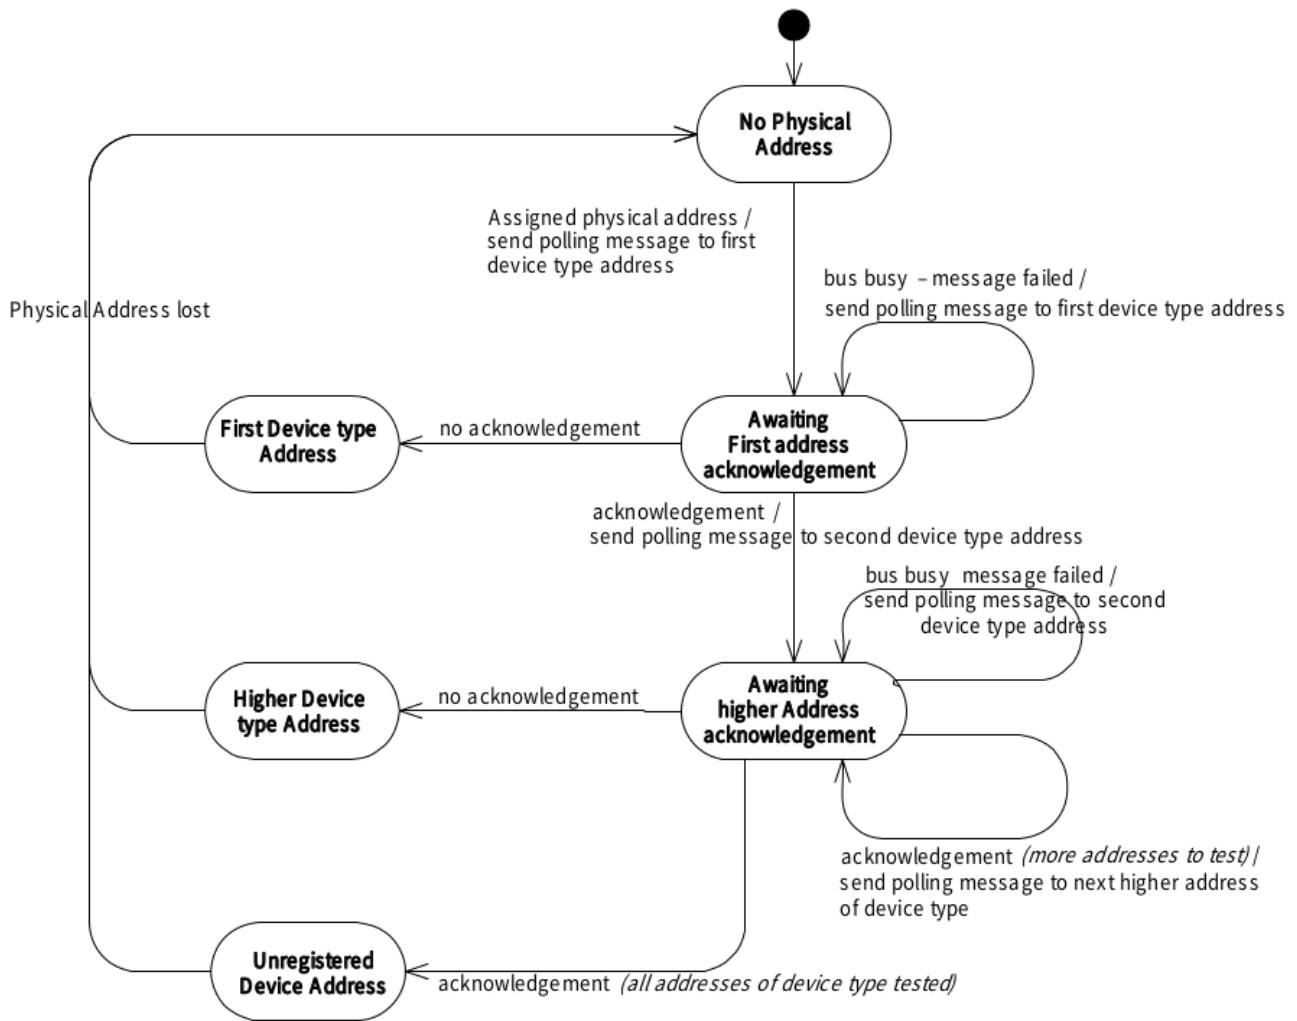 No Physical
Address
Assigned physical address /
send polling message to first
device type address
bus busy – message failed /
send polling message to first device type address
Physical Address lost
First Device type
Address
no acknowledgement
Awaiting
First address
acknowledgement
acknowledgement /
send polling message to second device type address
bus busy message failed /
send polling message to second
device type address
Higher Device
type Address
no acknowledgement
Awaiting
higher Address
acknowledgement
acknowledgement (more addresses to test) /
send polling message to next higher address
of device type
Unregistered
Device Address
acknowledgement (all addresses of device type tested)